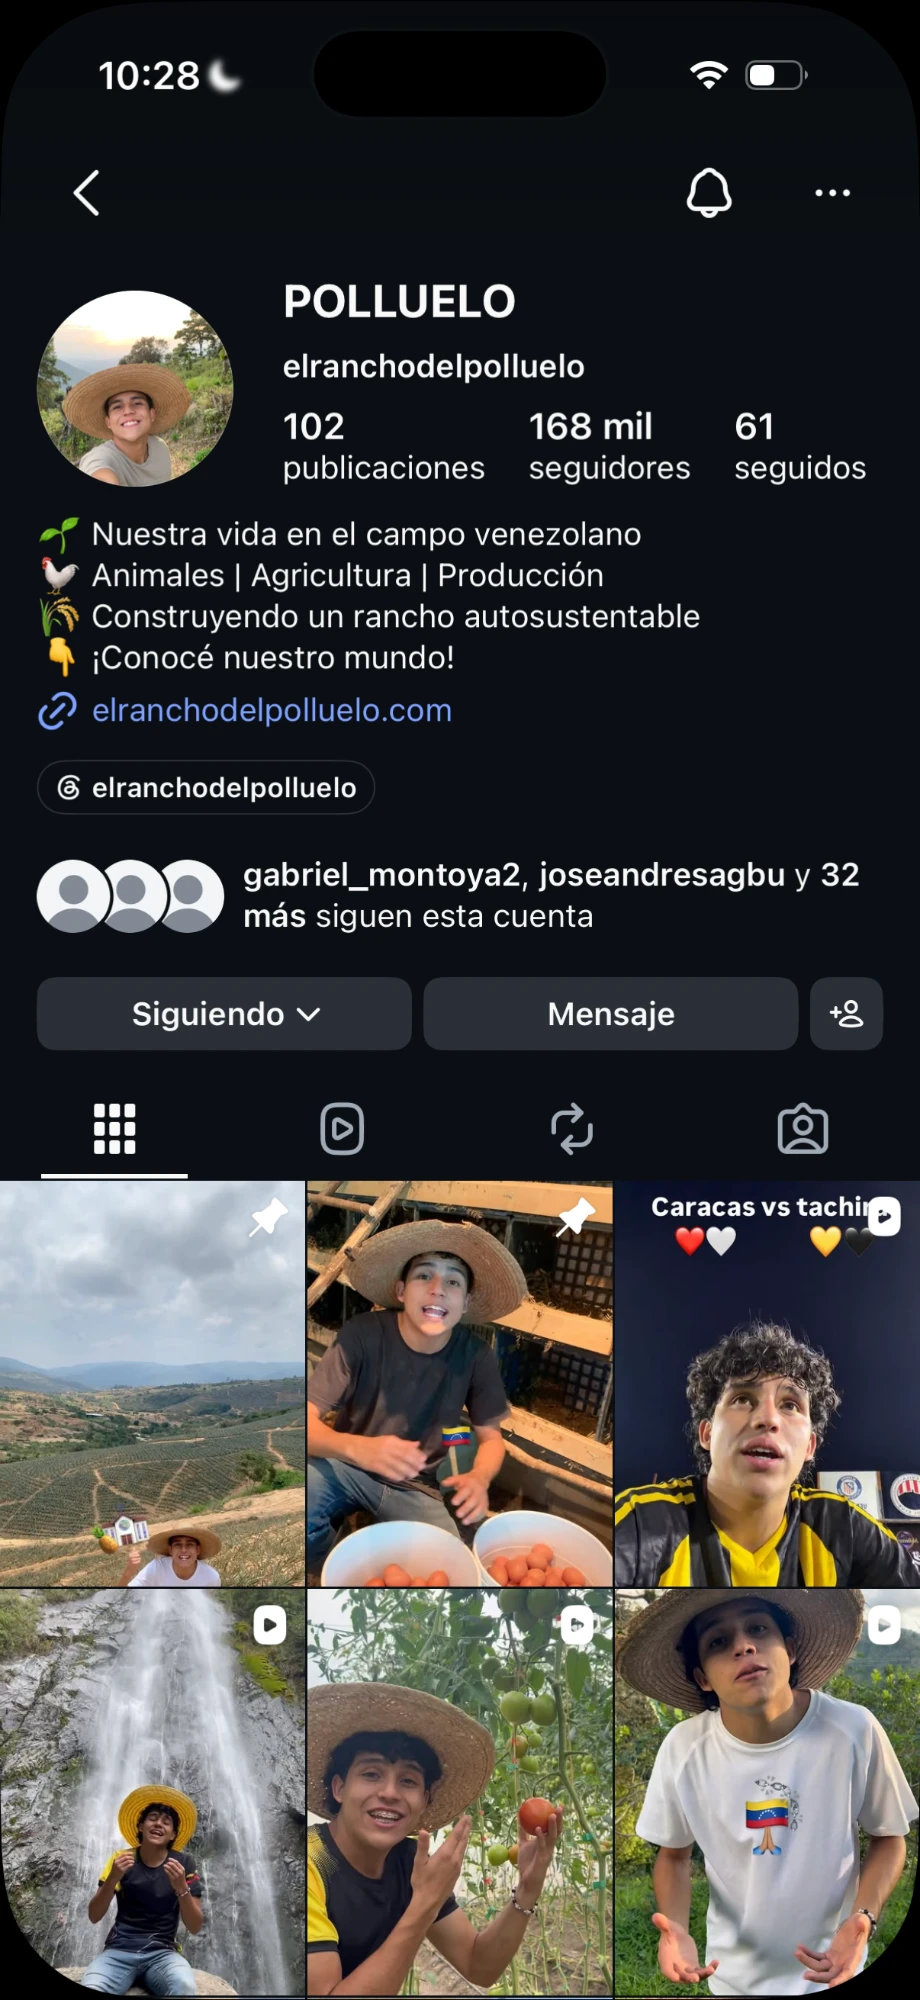 10:28
POLLUELO
elranchodelpolluelo
102 168 mil 61
publicaciones seguidores seguidos
🌱 Nuestra vida en el campo venezolano
🐓 Animales | Agricultura | Producción
🌾 Construyendo un rancho autosustentable
👇 ¡Conocé nuestro mundo!
elranchodelpolluelo.com
elranchodelpolluelo
gabriel_montoya2, joseandresagbu y 32
más siguen esta cuenta
Siguiendo Mensaje
Caracas vs tachira